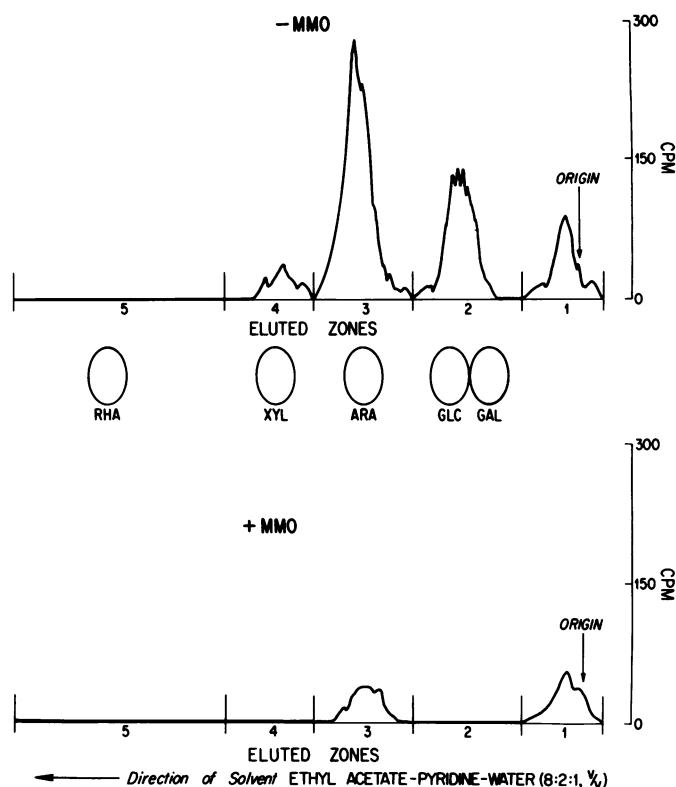 – MMO
300
150
CPM
ORIGIN
0
5 4 3 2 1
ELUTED ZONES
RHA XYL ARA GLC GAL
300
+ MMO
150
CPM
ORIGIN
0
5 4 3 2 1
ELUTED ZONES
Direction of Solvent ETHYL ACETATE-PYRIDINE-WATER (8:2:1, V/V)